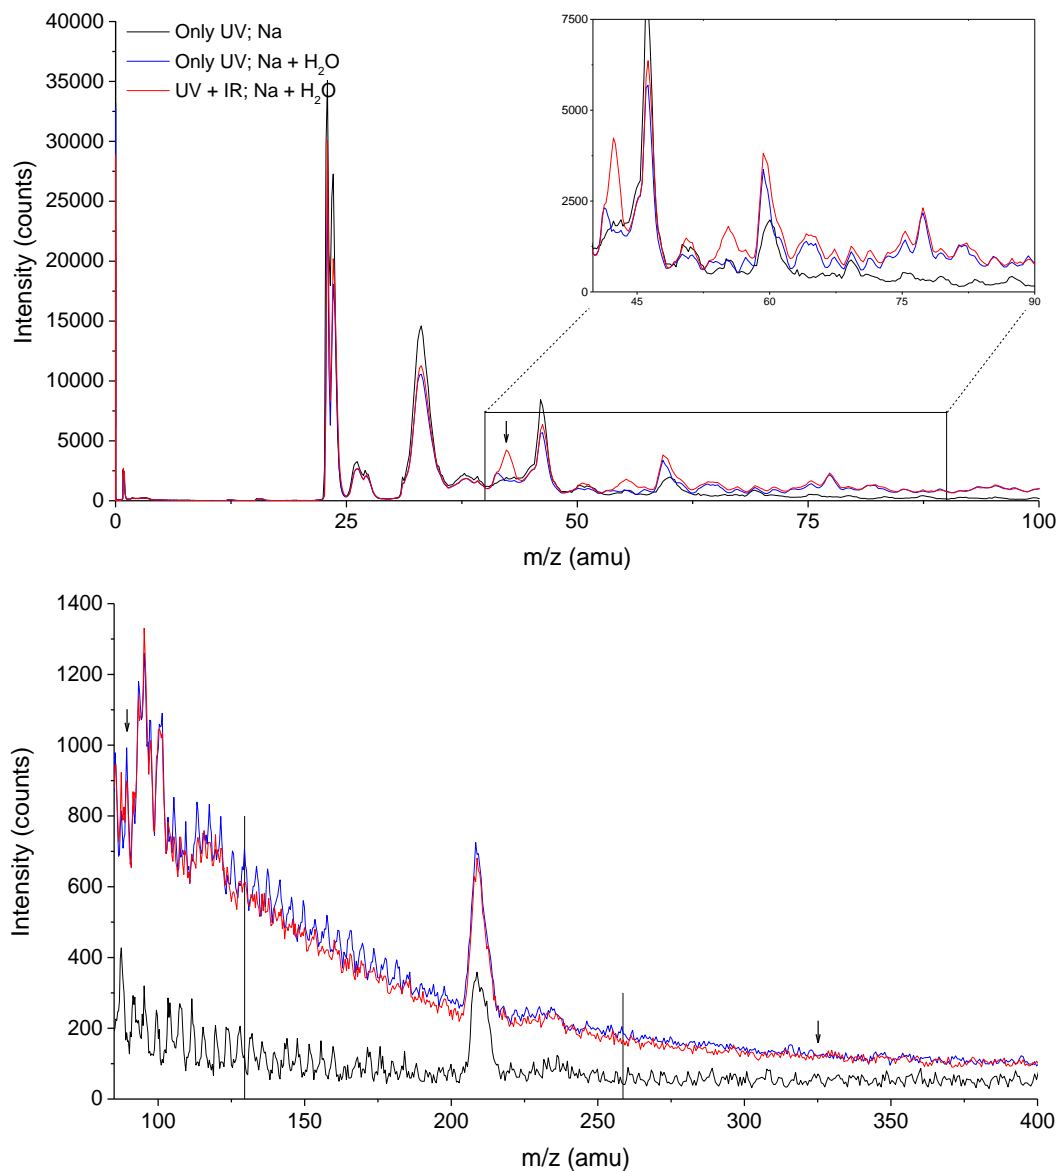 Only UV; Na
Only UV; Na + H₂O
UV + IR; Na + H₂O
Intensity (counts)
40000
35000
30000
25000
20000
15000
10000
5000
0
0 25 50 75 100
m/z (amu)
7500
5000
2500
0
45 60 75 90
Intensity (counts)
1400
1200
1000
800
600
400
200
0
100 150 200 250 300 350 400
m/z (amu)